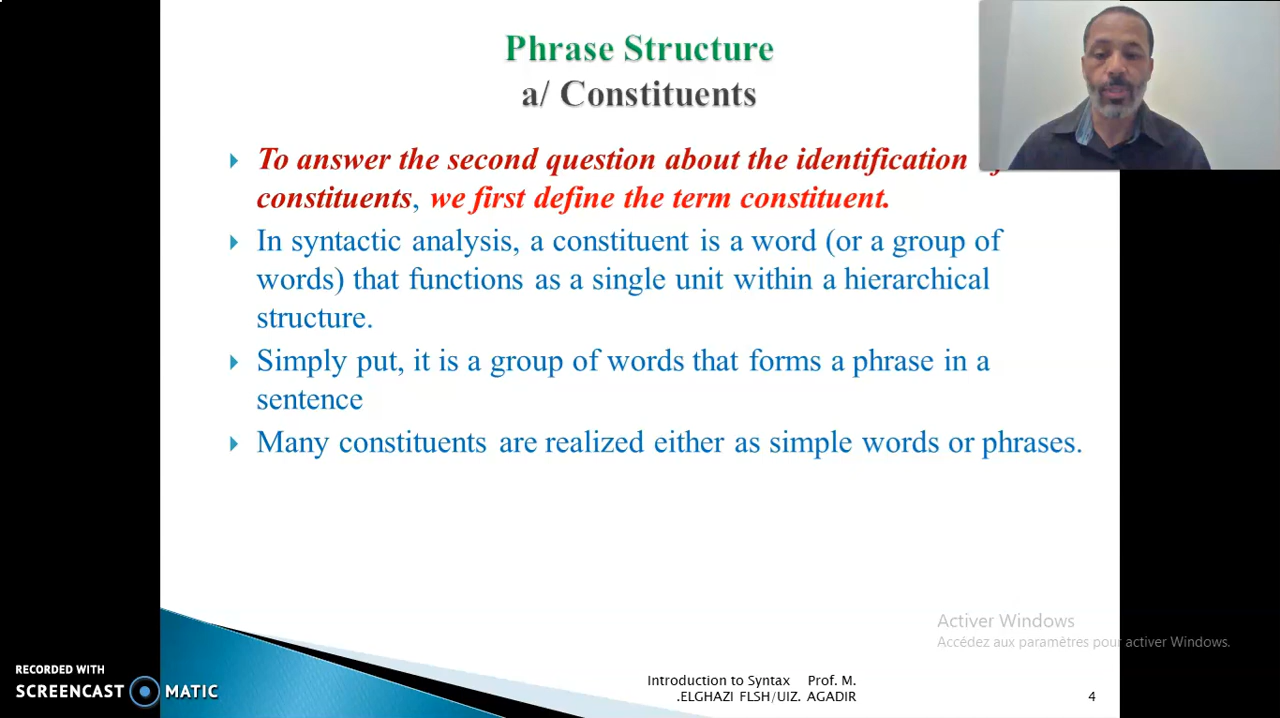 Phrase Structure
a/ Constituents
To answer the second question about the identification
constituents, we first define the term constituent.
In syntactic analysis, a constituent is a word (or a group of
words) that functions as a single unit within a hierarchical
structure.
Simply put, it is a group of words that forms a phrase in a
sentence
Many constituents are realized either as simple words or phrases.
Activer Windows
Accédez aux paramètres pour activer Windows.
RECORDED WITH
SCREENCAST MATIC
Introduction to Syntax Prof. M.
.ELGHAZI FLSH/UIZ. AGADIR
4